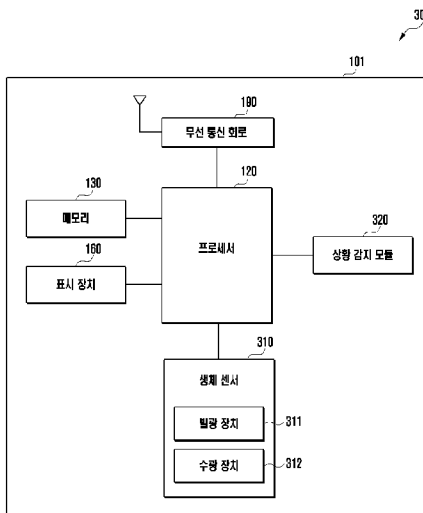 30
101
190
무선 통신 회로
130
메모리
120
프로세서
320
상황 감지 모듈
160
표시 장치
310
생체 센서
발광 장치
311
수광 장치
312